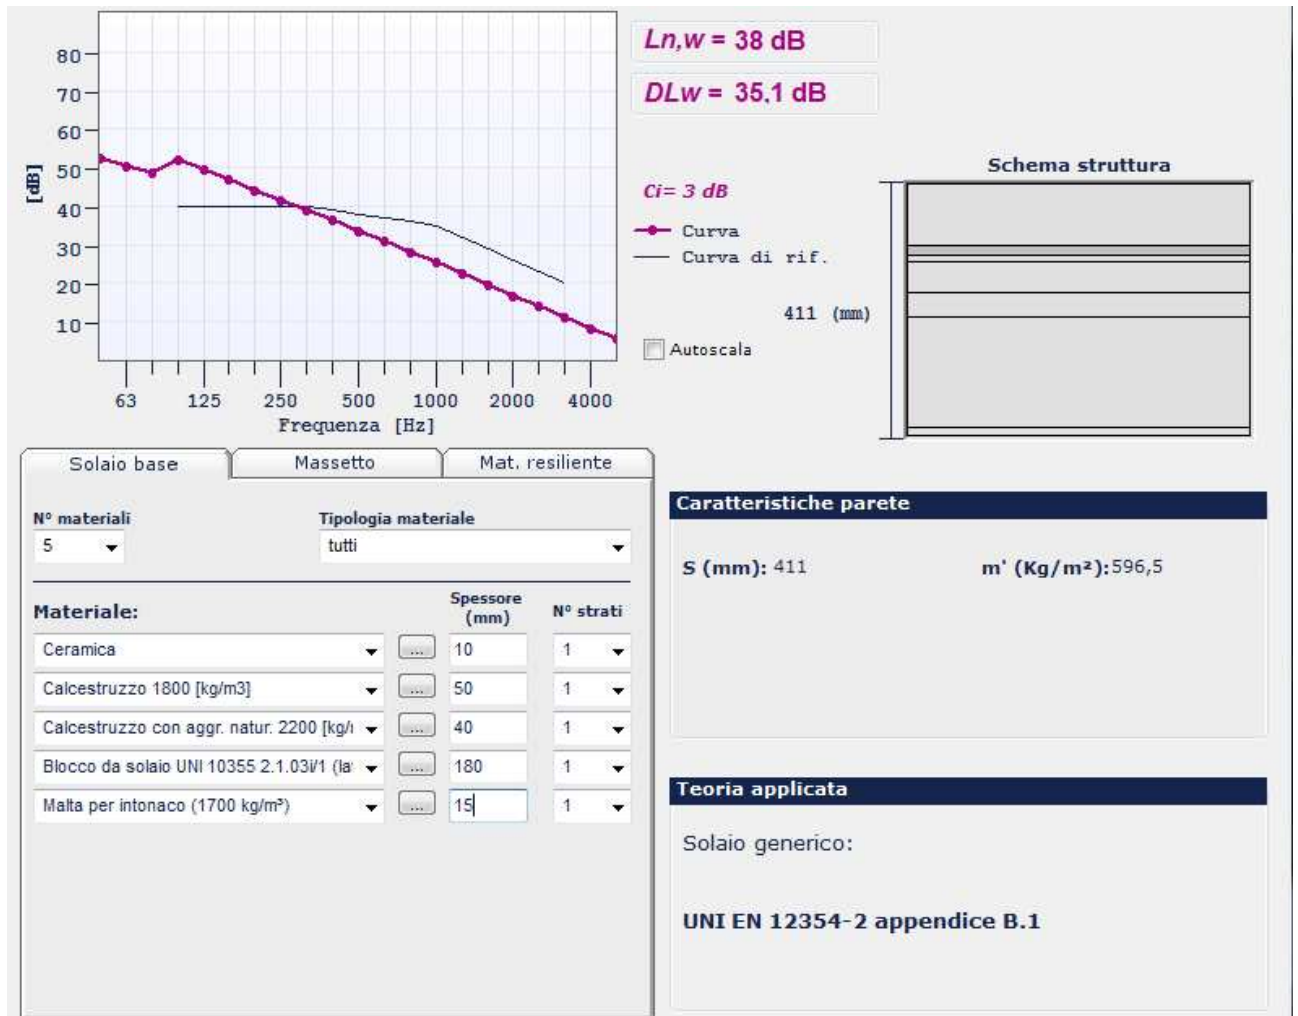 Ln,w = 38 dB
DLw = 35,1 dB
80
70
60
50
40
30
20
10
[dB]
63 125 250 500 1000 2000 4000
Frequenza [Hz]
Ci= 3 dB
Curva
Curva di rif.
411 (mm)
Autoscala
Schema struttura
Solaio base Massetto Mat. resiliente
N° materiali Tipologia materiale
5 tutti
Materiale: Spessore (mm) N° strati
Ceramica ... 10 1
Calcestruzzo 1800 [kg/m3] ... 50 1
Calcestruzzo con aggr. natur. 2200 [kg/ ... 40 1
Blocco da solaio UNI 10355 2.1.03i/1 (la ... 180 1
Malta per intonaco (1700 kg/m³) ... 15 1
Caratteristiche parete
S (mm): 411 m' (Kg/m²):596,5
Teoria applicata
Solaio generico:
UNI EN 12354-2 appendice B.1